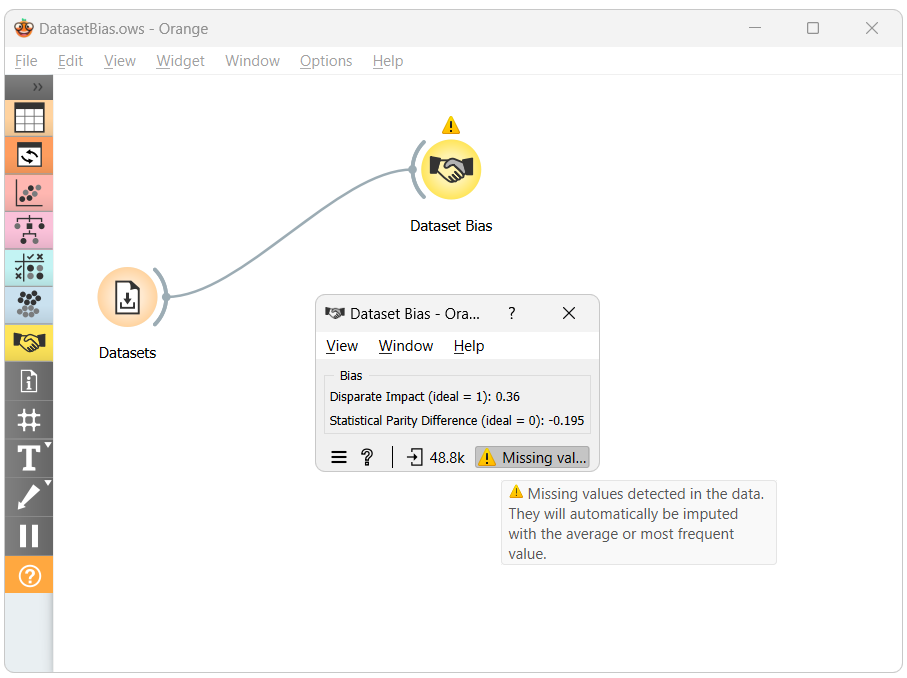 DatasetBias.ows - Orange
File Edit View Widget Window Options Help
Dataset Bias
Datasets
Dataset Bias - Ora... ?
View Window Help
Bias
Disparate Impact (ideal = 1): 0.36
Statistical Parity Difference (ideal = 0): -0.195
? 48.8k Missing val...
Missing values detected in the data.
They will automatically be imputed
with the average or most frequent
value.